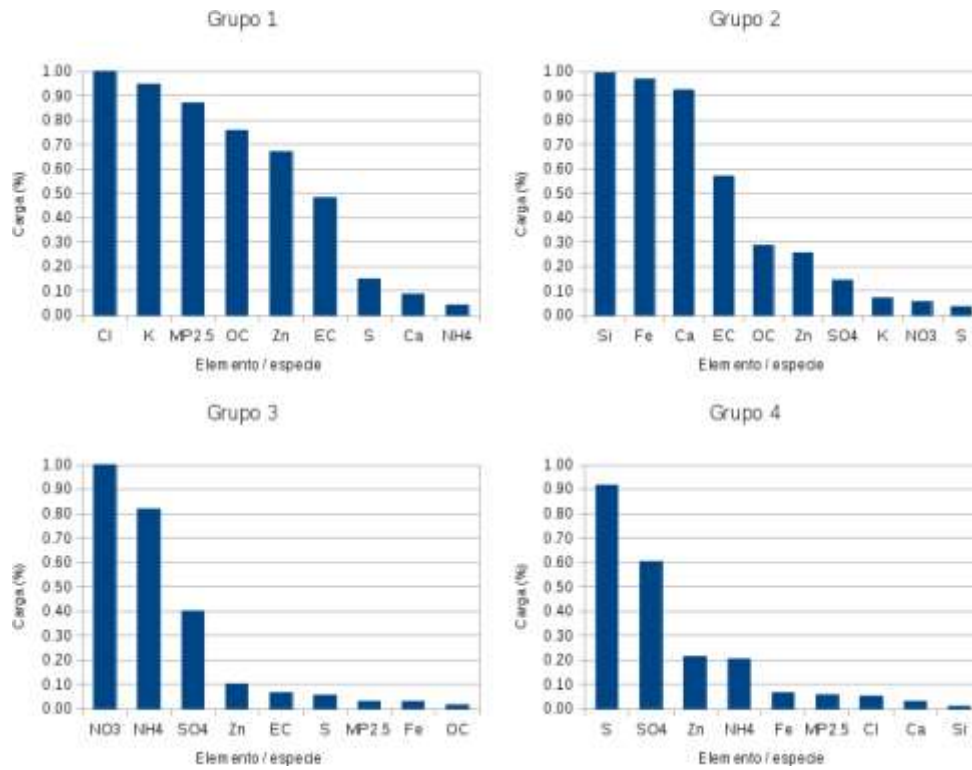 Grupo 1
1.00
0.90
0.80
0.70
0.60
0.50
0.40
0.30
0.20
0.10
0.00
Carga (%)
Cl K MP2.5 OC Zn EC S Ca NH4
Elemento / especie
Grupo 2
1.00
0.90
0.80
0.70
0.60
0.50
0.40
0.30
0.20
0.10
0.00
Carga (%)
Si Fe Ca EC OC Zn SO4 K NO3 S
Elemento / especie
Grupo 3
1.00
0.90
0.80
0.70
0.60
0.50
0.40
0.30
0.20
0.10
0.00
Carga (%)
NO3 NH4 SO4 Zn EC S MP2.5 Fe OC
Elemento / especie
Grupo 4
1.00
0.90
0.80
0.70
0.60
0.50
0.40
0.30
0.20
0.10
0.00
Carga (%)
S SO4 Zn NH4 Fe MP2.5 Cl Ca Si
Elemento / especie